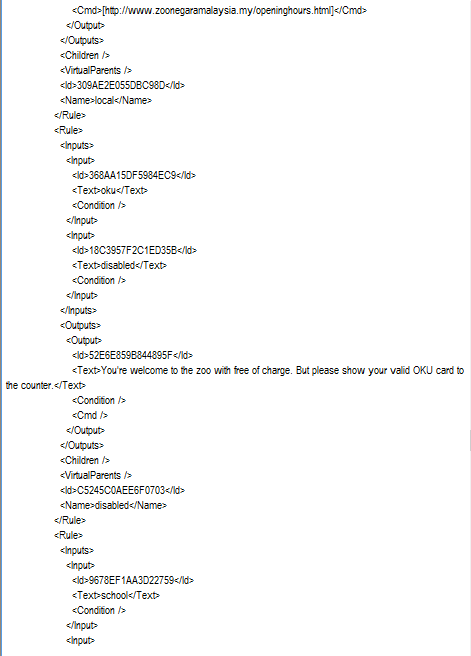 <Cmd>[http://www.zoonegaramalaysia.my/openinghours.html]</Cmd>
</Output>
</Outputs>
<Children />
<VirtualParents />
<Id>309AE2E055DBC98D</Id>
<Name>local</Name>
</Rule>
<Rule>
<Inputs>
<Input>
<Id>368AA15DF5984EC9</Id>
<Text>oku</Text>
<Condition />
</Input>
<Input>
<Id>18C3957F2C1ED35B</Id>
<Text>disabled</Text>
<Condition />
</Input>
</Inputs>
<Outputs>
<Output>
<Id>52E6E859B844895F</Id>
<Text>You're welcome to the zoo with free of charge. But please show your valid OKU card to
the counter.</Text>
<Condition />
<Cmd />
</Output>
</Outputs>
<Children />
<VirtualParents />
<Id>C5245C0AEE6F0703</Id>
<Name>disabled</Name>
</Rule>
<Rule>
<Inputs>
<Input>
<Id>9678EF1AA3D22759</Id>
<Text>school</Text>
<Condition />
</Input>
<Input>